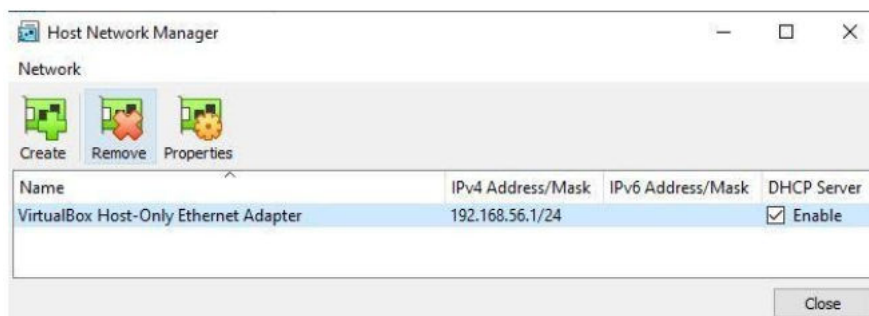 Host Network Manager
Network
Create Remove Properties
Name IPv4 Address/Mask IPv6 Address/Mask DHCP Server
VirtualBox Host-Only Ethernet Adapter 192.168.56.1/24 Enable
Close